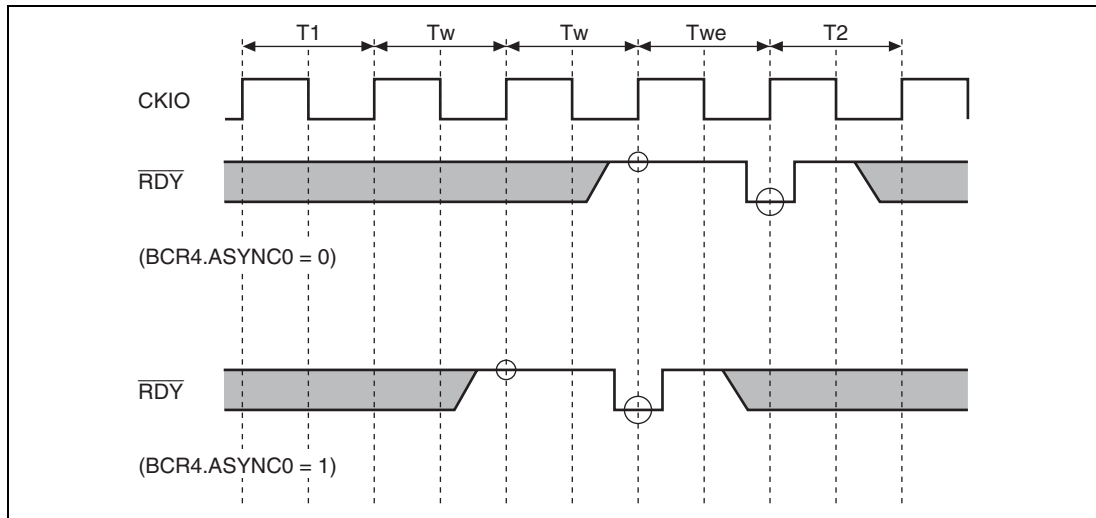 T1 Tw Tw Twe T2
CKIO
RDY
(BCR4.ASYNC0 = 0)
RDY
(BCR4.ASYNC0 = 1)